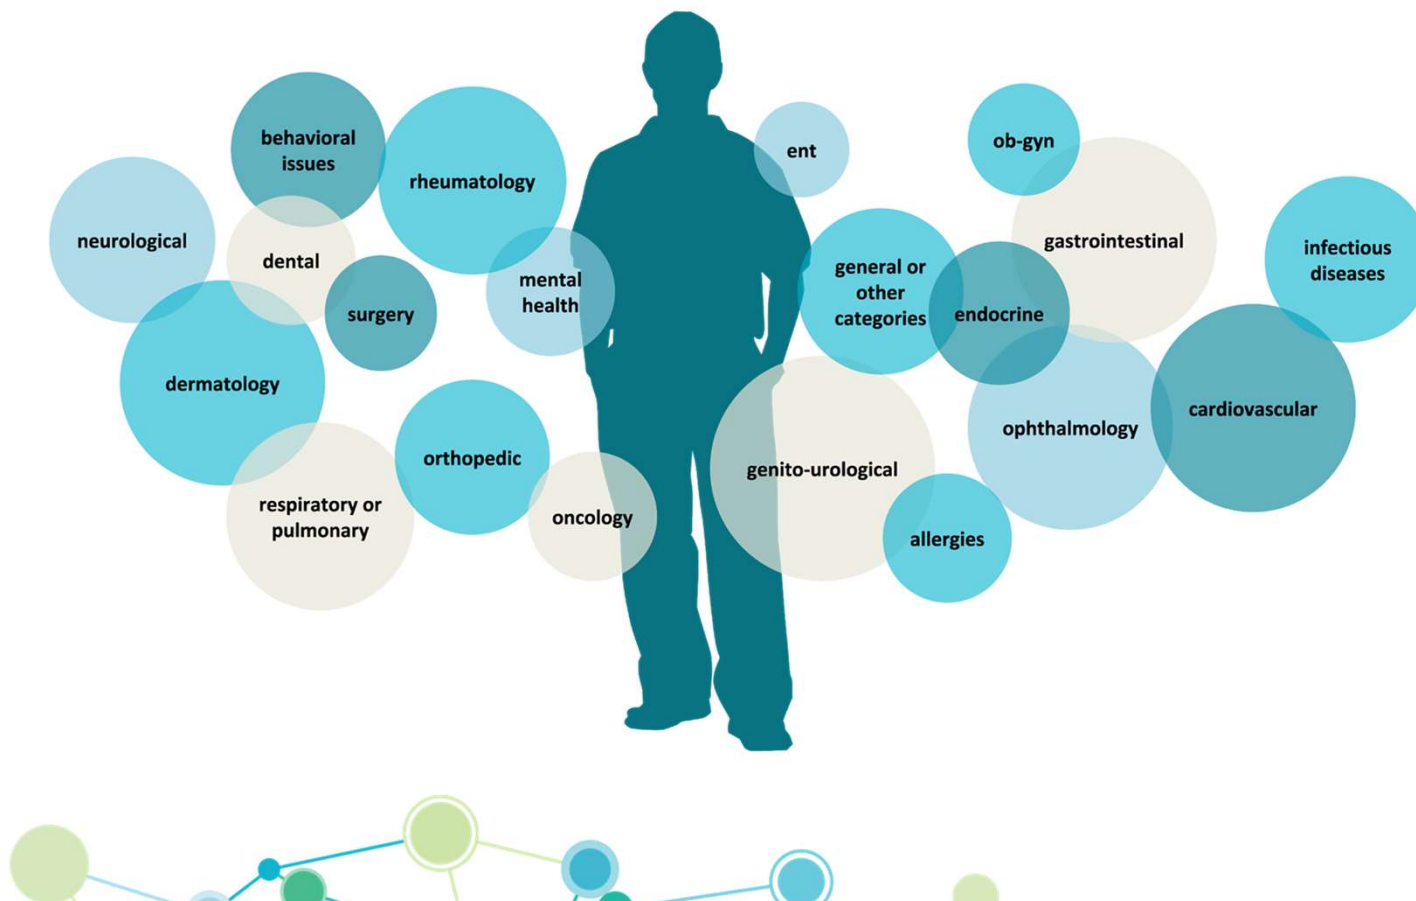 behavioral
issues
rheumatology
neurological
dental
mental
health
surgery
dermatology
orthopedic
respiratory or
pulmonary
oncology
ent
ob-gyn
gastrointestinal
infectious
diseases
general or
other
categories
endocrine
cardiovascular
ophthalmology
genito-urological
allergies